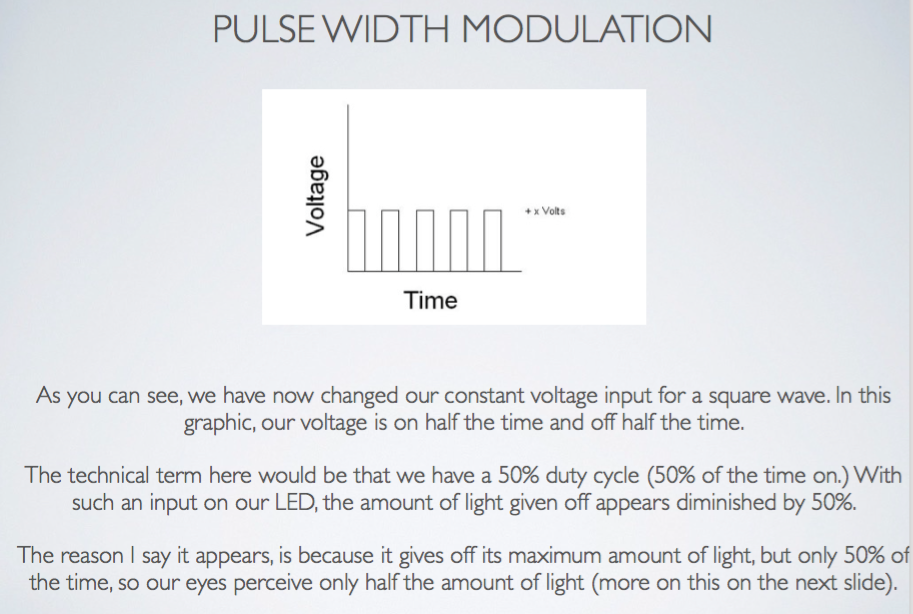 PULSE WIDTH MODULATION
Voltage
+ x Volts
Time
As you can see, we have now changed our constant voltage input for a square wave. In this
graphic, our voltage is on half the time and off half the time.
The technical term here would be that we have a 50% duty cycle (50% of the time on.) With
such an input on our LED, the amount of light given off appears diminished by 50%.
The reason I say it appears, is because it gives off its maximum amount of light, but only 50% of
the time, so our eyes perceive only half the amount of light (more on this on the next slide).